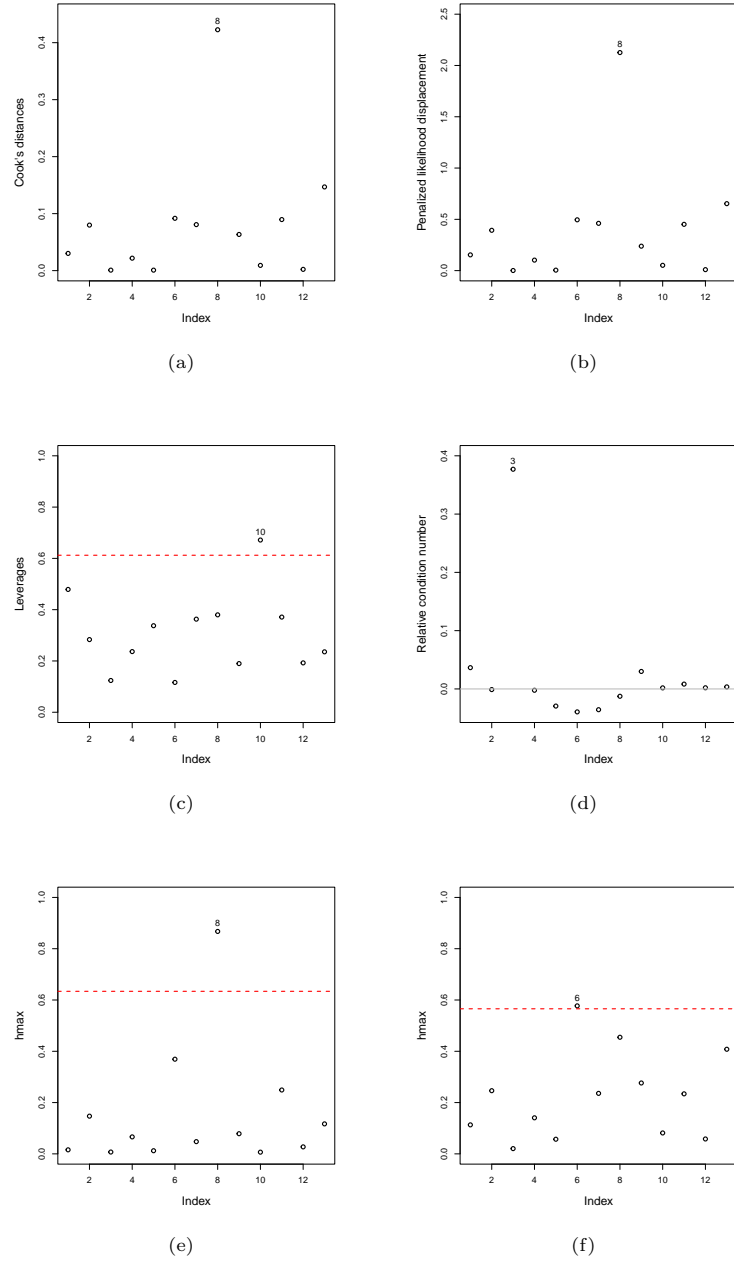 8
Cook's distances
0.0 0.1 0.2 0.3 0.4
2 4 6 8 10 12
Index
(a)
8
Penalized likelihood displacement
0.0 0.5 1.0 1.5 2.0 2.5
2 4 6 8 10 12
Index
(b)
10
Leverages
0.0 0.2 0.4 0.6 0.8 1.0
2 4 6 8 10 12
Index
(c)
3
Relative condition number
0.0 0.1 0.2 0.3 0.4
2 4 6 8 10 12
Index
(d)
8
hmax
0.0 0.2 0.4 0.6 0.8 1.0
2 4 6 8 10 12
Index
(e)
6
hmax
0.0 0.2 0.4 0.6 0.8 1.0
2 4 6 8 10 12
Index
(f)